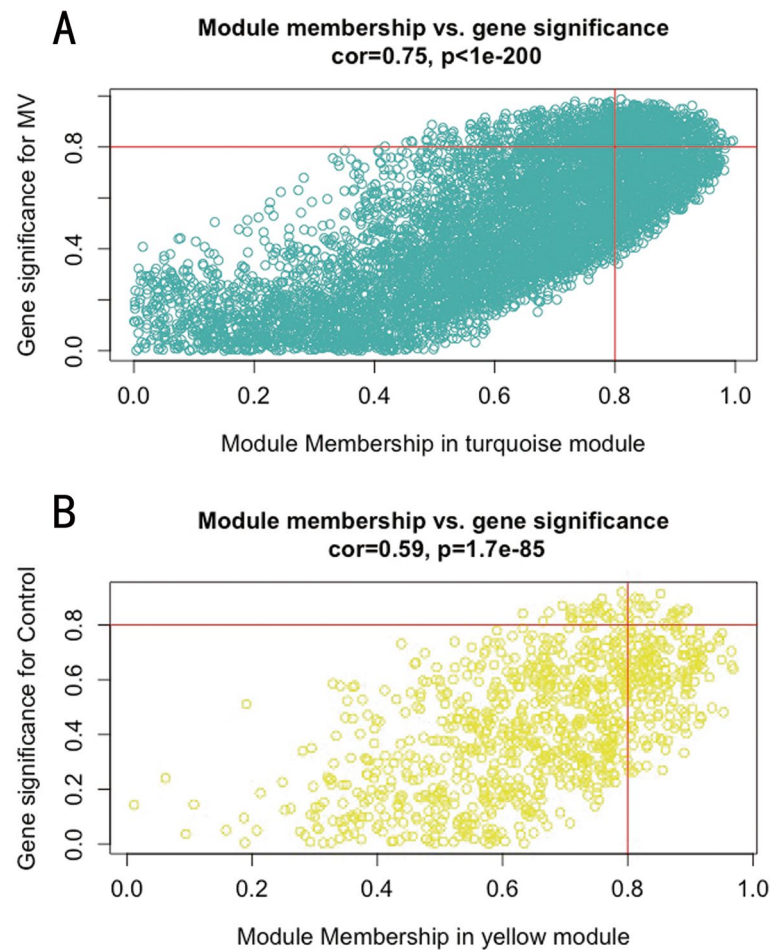 A
Module membership vs. gene significance
cor=0.75, p<1e-200
Gene significance for MV
0.8
0.4
0.0
0.0 0.2 0.4 0.6 0.8 1.0
Module Membership in turquoise module
B
Module membership vs. gene significance
cor=0.59, p=1.7e-85
Gene significance for Control
0.8
0.6
0.4
0.2
0.0
0.0 0.2 0.4 0.6 0.8 1.0
Module Membership in yellow module